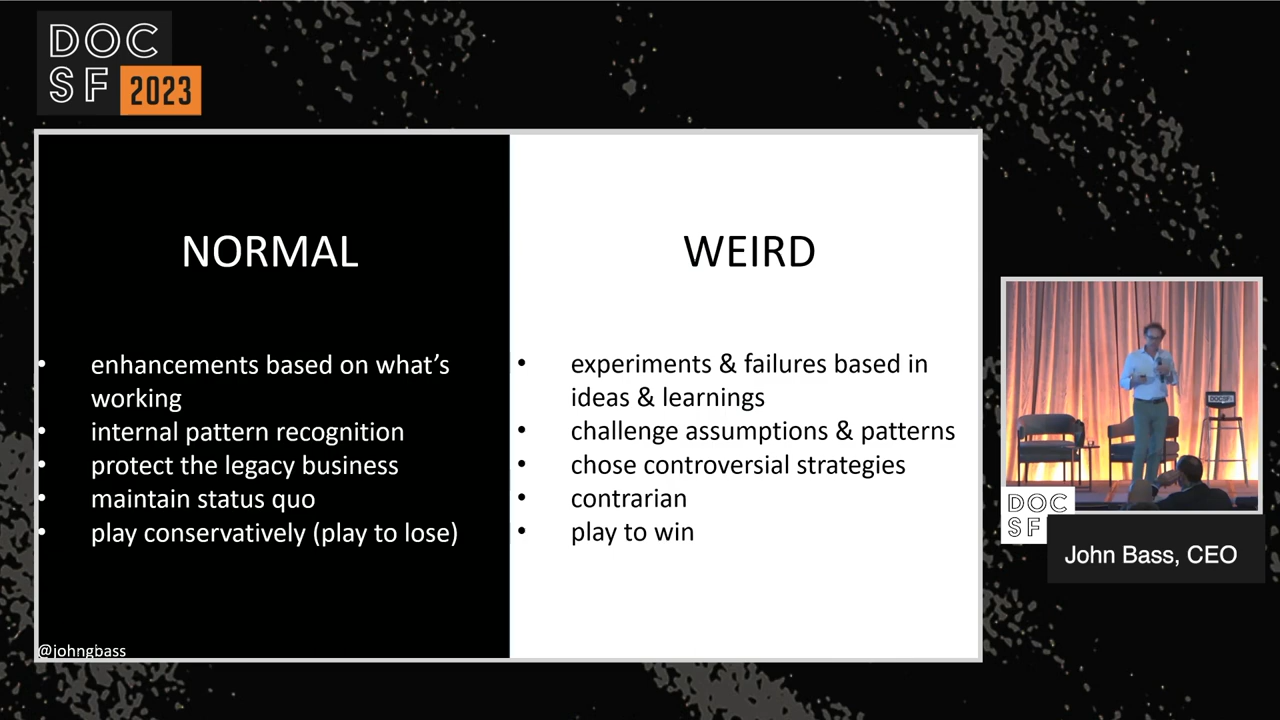 DOC
SF 2023
NORMAL
• enhancements based on what's
working
• internal pattern recognition
• protect the legacy business
• maintain status quo
• play conservatively (play to lose)
@johngbass
WEIRD
• experiments & failures based in
ideas & learnings
• challenge assumptions & patterns
• chose controversial strategies
• contrarian
• play to win
DOCSF
DOC
SF
John Bass, CEO